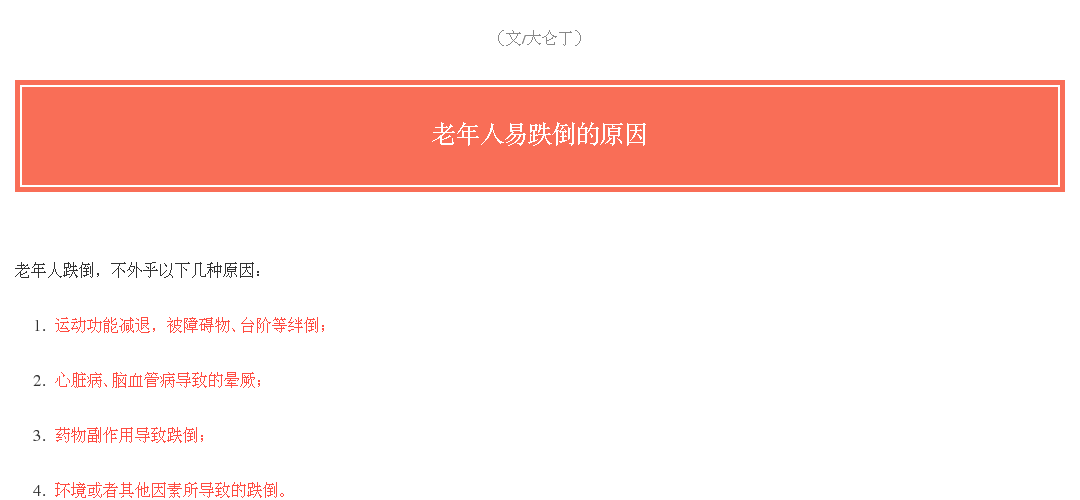 （文/大仑丁）
老年人易跌倒的原因
老年人跌倒，不外乎以下几种原因：
1. 运动功能减退，被障碍物、台阶等绊倒；
2. 心脏病、脑血管病导致的晕厥；
3. 药物副作用导致跌倒；
4. 环境或者其他因素所导致的跌倒。